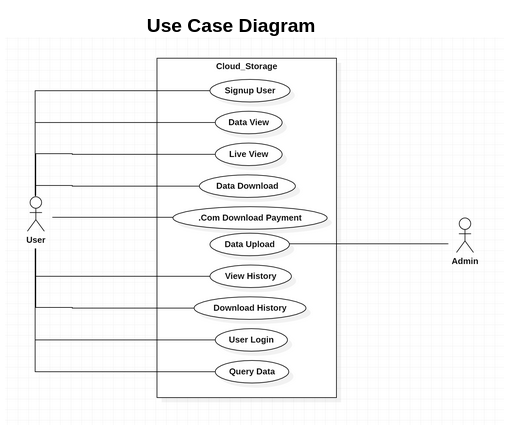 Use Case Diagram
Cloud_Storage
Signup User
Data View
Live View
Data Download
.Com Download Payment
User
Data Upload
Admin
View History
Download History
User Login
Query Data